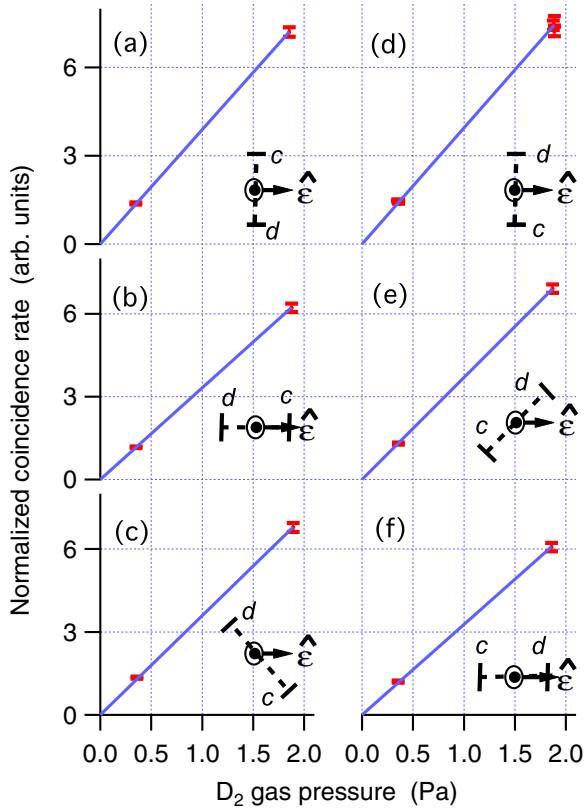 Normalized coincidence rate (arb. units)
(a)
6
3
0
c
d
ε̂
(d)
d
c
ε̂
(b)
6
3
0
d
c
ε̂
(e)
d
c
ε̂
(c)
6
3
0
d
c
ε̂
(f)
c
d
ε̂
0.0 0.5 1.0 1.5 2.0
0.0 0.5 1.0 1.5 2.0
D₂ gas pressure (Pa)